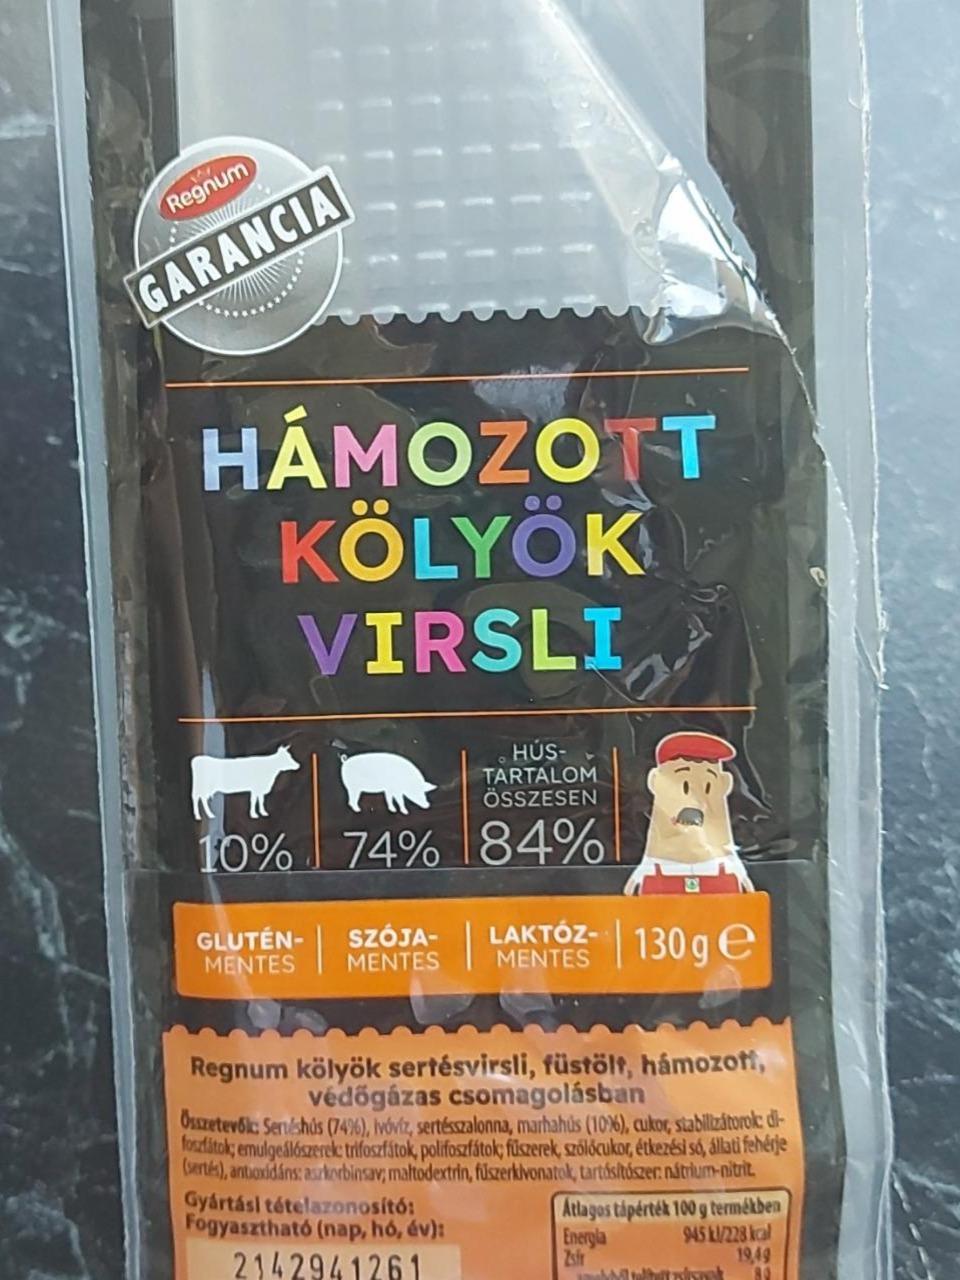 Regnum
GARANCIA
HÁMOZOTT
KÖLYÖK
VIRSLI
10%
74%
HÚS-
TARTALOM
ÖSSZESEN
84%
GLUTÉN-
MENTES
SZÓJA-
MENTES
LAKTÓZ-
MENTES
130 g e
Regnum kölyök sertésvirsli, füstölt, hámozott,
védőgázas csomagolásban
Összetevők: Sertéshús (74%), ivóvíz, sertésszalonna, marhahús (10%), cukor, stabilizátorok: di-
foszfátok; emulgeálószerek: trifoszfátok, polifoszfátok; fűszerek, szőlőcukor, étkezési só, állati fehérje
(sertés), antioxidáns: aszkorbinsav; maltodextrin, fűszerkivonatok, tartósítószer: nátrium-nitrit.
Gyártási tételazonosító:
Fogyasztható (nap, hó, év):
2142941261
Átlagos tápérték 100 g termékben
Energia 945 kJ/228 kcal
Zsír 19,4 g